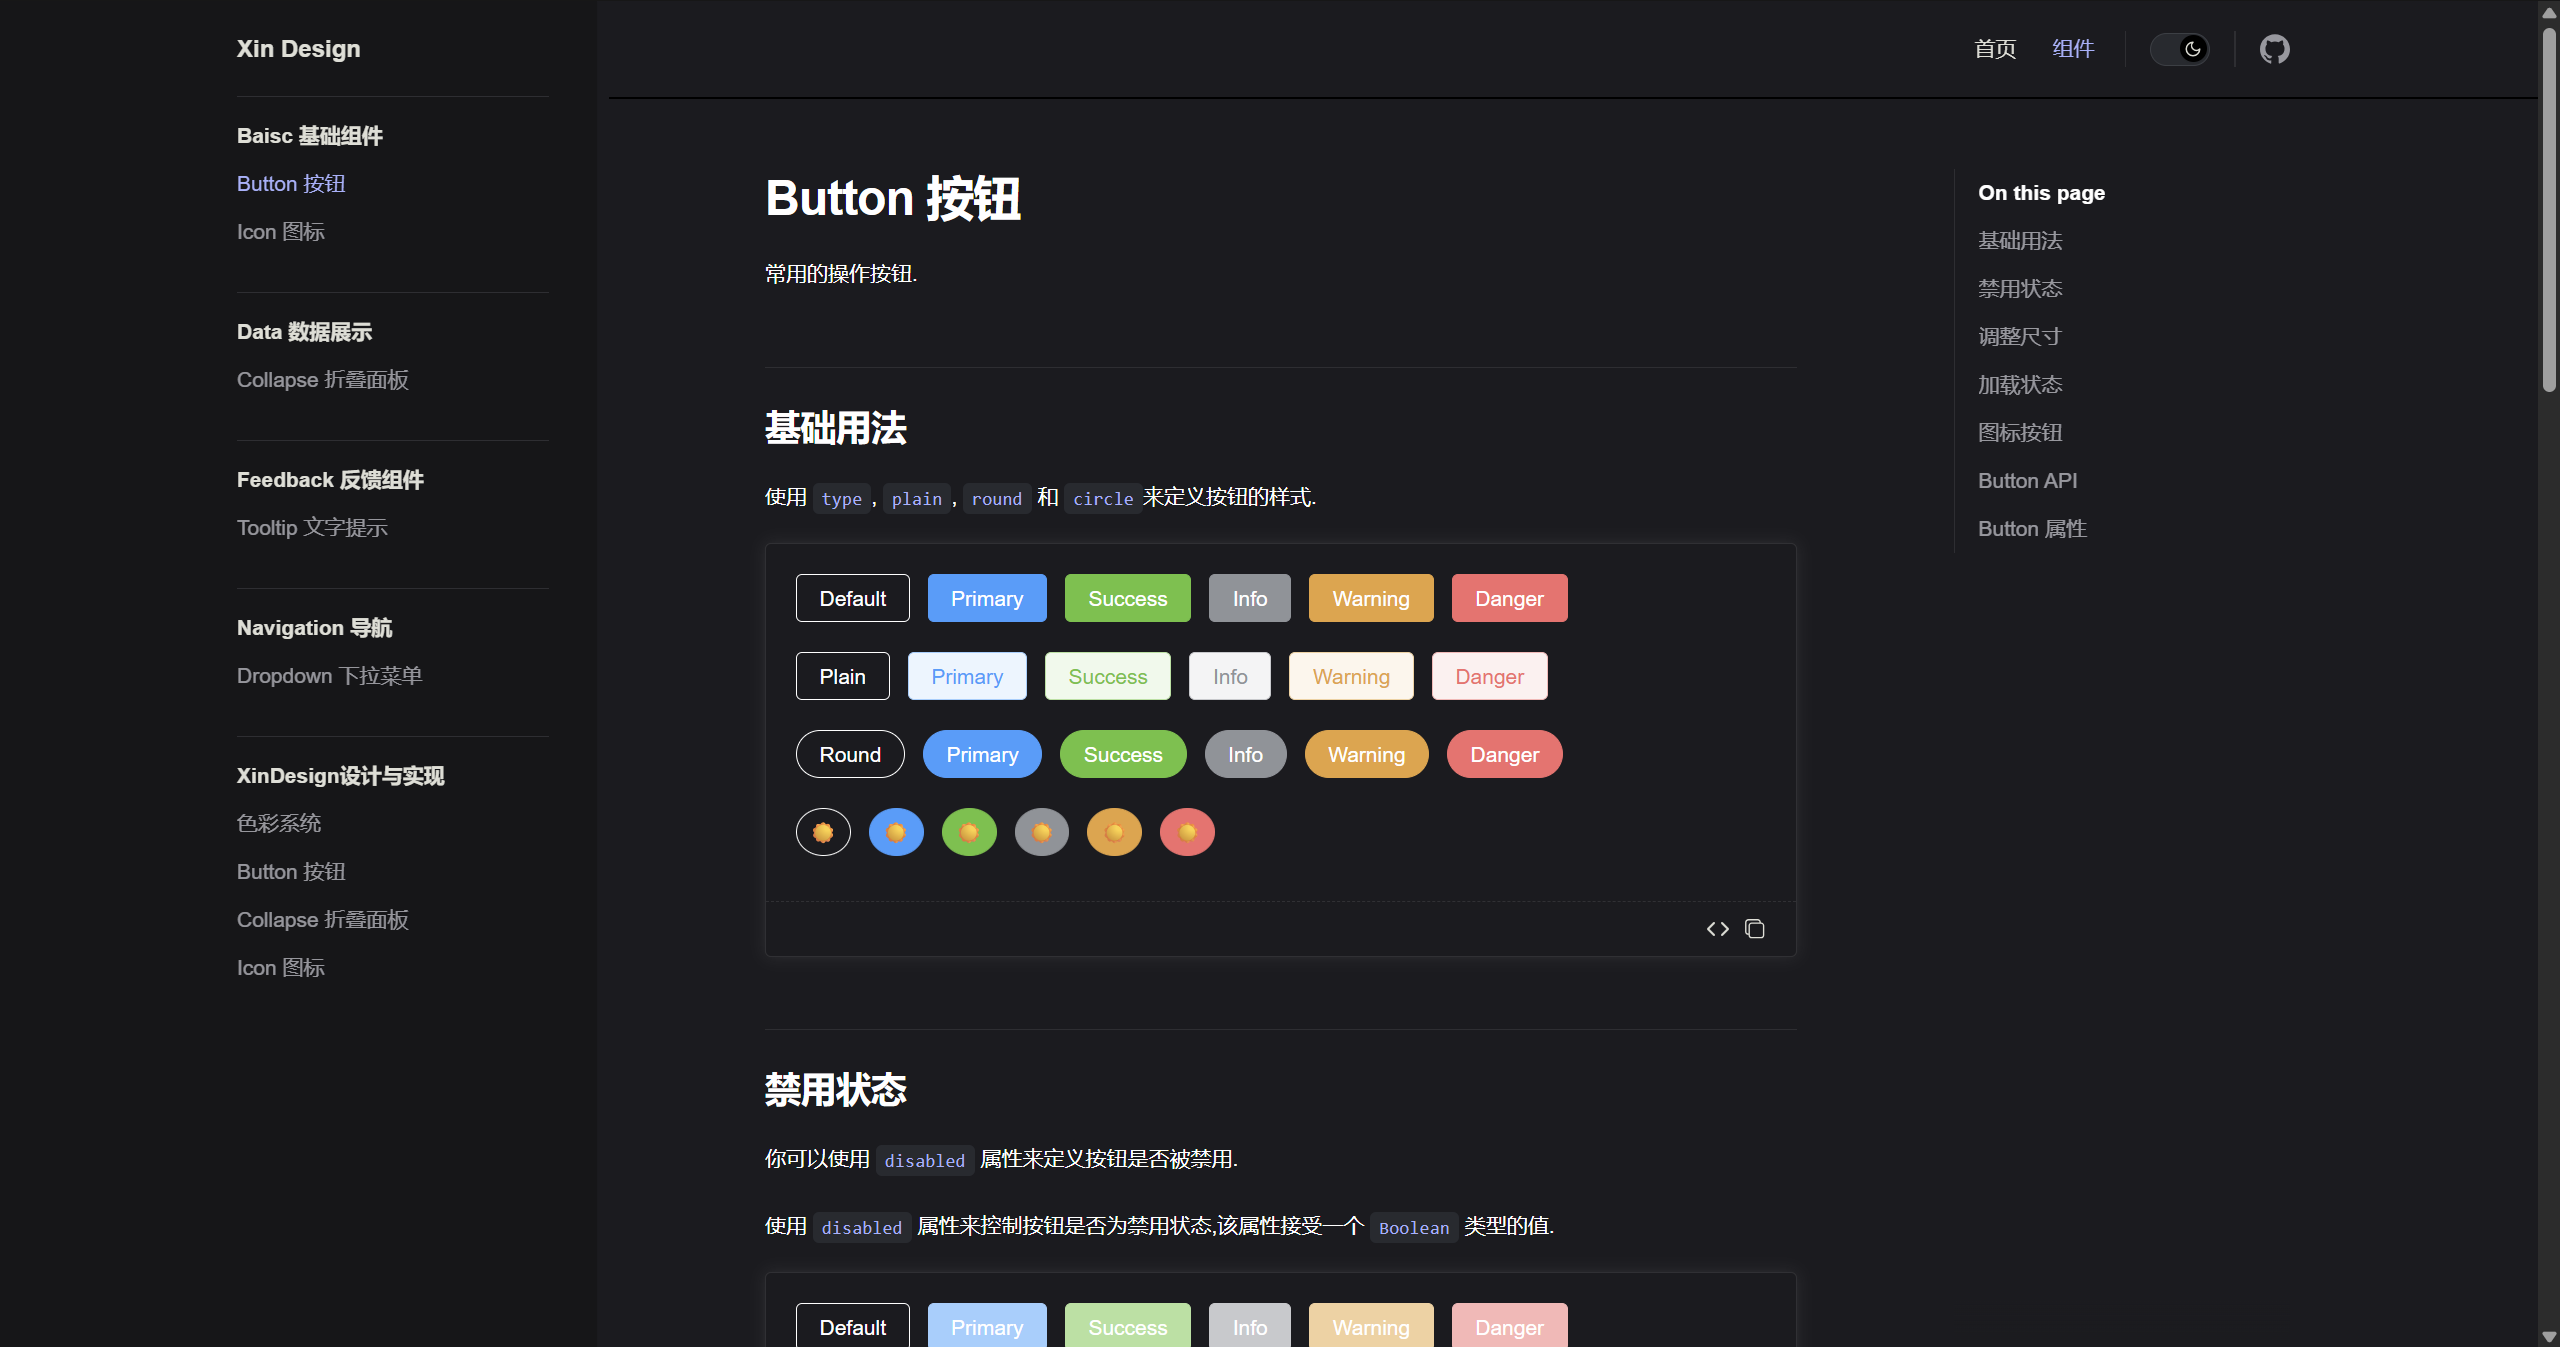 Xin Design
首页 组件
Baisc 基础组件
Button 按钮
Icon 图标
Data 数据展示
Collapse 折叠面板
Feedback 反馈组件
Tooltip 文字提示
Navigation 导航
Dropdown 下拉菜单
XinDesign设计与实现
色彩系统
Button 按钮
Collapse 折叠面板
Icon 图标
Button 按钮
常用的操作按钮.
基础用法
使用 type, plain, round 和 circle 来定义按钮的样式.
Default Primary Success Info Warning Danger
Plain Primary Success Info Warning Danger
Round Primary Success Info Warning Danger
禁用状态
你可以使用 disabled 属性来定义按钮是否被禁用.
使用 disabled 属性来控制按钮是否为禁用状态,该属性接受一个 Boolean 类型的值.
Default Primary Success Info Warning Danger
On this page
基础用法
禁用状态
调整尺寸
加载状态
图标按钮
Button API
Button 属性